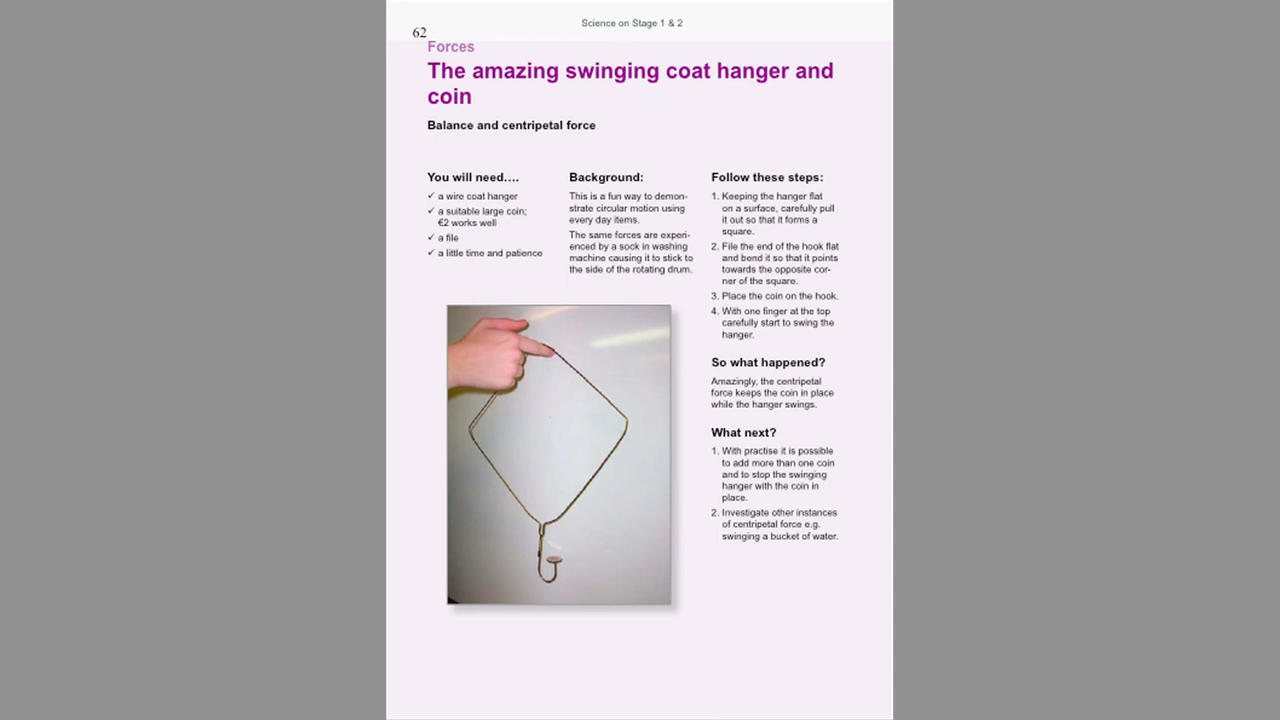 Science on Stage 1 & 2
62
Forces
The amazing swinging coat hanger and
coin
Balance and centripetal force
You will need....
✓ a wire coat hanger
✓ a suitable large coin;
€2 works well
✓ a file
✓ a little time and patience
Background:
This is a fun way to demon-
strate circular motion using
every day items.
The same forces are experi-
enced by a sock in washing
machine causing it to stick to
the side of the rotating drum.
Follow these steps:
1. Keeping the hanger flat
on a surface, carefully pull
it out so that it forms a
square.
2. File the end of the hook flat
and bend it so that it points
towards the opposite cor-
ner of the square.
3. Place the coin on the hook.
4. With one finger at the top
carefully start to swing the
hanger.
So what happened?
Amazingly, the centripetal
force keeps the coin in place
while the hanger swings.
What next?
1. With practise it is possible
to add more than one coin
and to stop the swinging
hanger with the coin in
place.
2. Investigate other instances
of centripetal force e.g.
swinging a bucket of water.